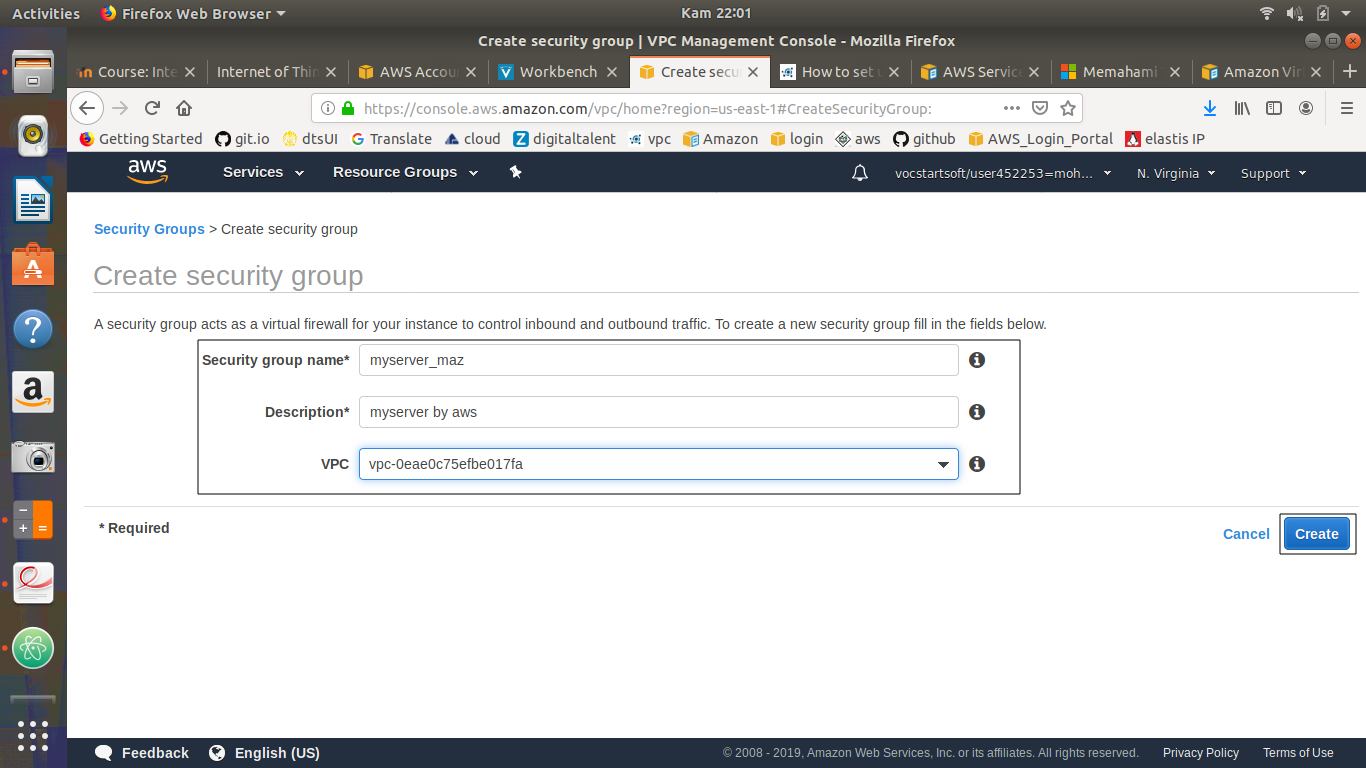 Activities Firefox Web Browser Kam 22:01
Create security group | VPC Management Console - Mozilla Firefox
Course: Inte Internet of Thin AWS Accou Workbench Create secu How to set u AWS Servic Memahami Amazon Vir
https://console.aws.amazon.com/vpc/home?region=us-east-1#CreateSecurityGroup:
Getting Started git.io dtsUI Translate cloud digitaltalent vpc Amazon login aws github AWS_Login_Portal elastis IP
aws Services Resource Groups vocstartsoft/user452253=moh... N. Virginia Support
Security Groups > Create security group
Create security group
A security group acts as a virtual firewall for your instance to control inbound and outbound traffic. To create a new security group fill in the fields below.
Security group name* myserver_maz
Description* myserver by aws
VPC vpc-0eae0c75efbe017fa
* Required
Cancel Create
Feedback English (US) © 2008 - 2019, Amazon Web Services, Inc. or its affiliates. All rights reserved. Privacy Policy Terms of Use